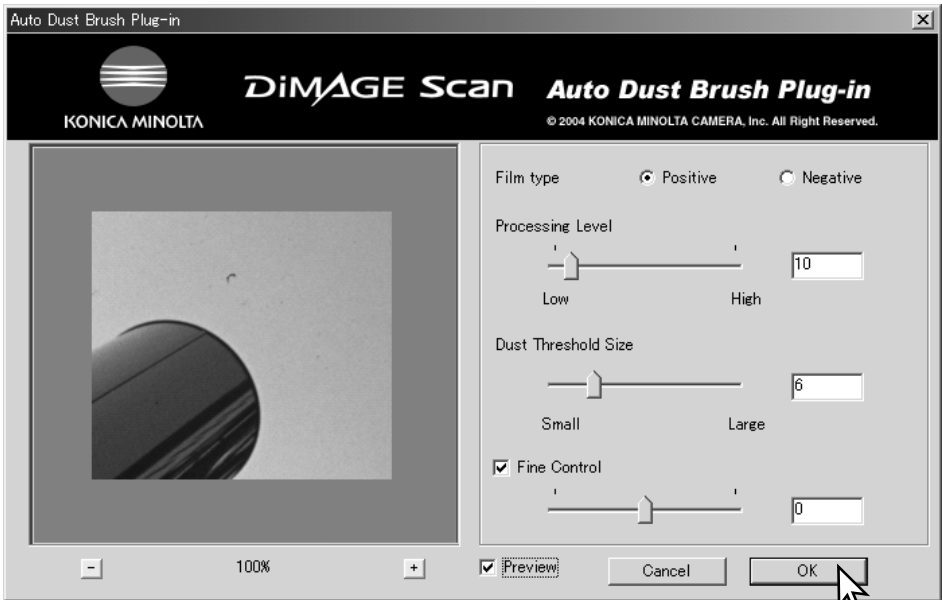 Auto Dust Brush Plug-in
KONICA MINOLTA
DiMAGE Scan
Auto Dust Brush Plug-in
© 2004 KONICA MINOLTA CAMERA, Inc. All Right Reserved.
Film type Positive Negative
Processing Level
10
Low High
Dust Threshold Size
6
Small Large
Fine Control
0
- 100% +
Preview Cancel OK